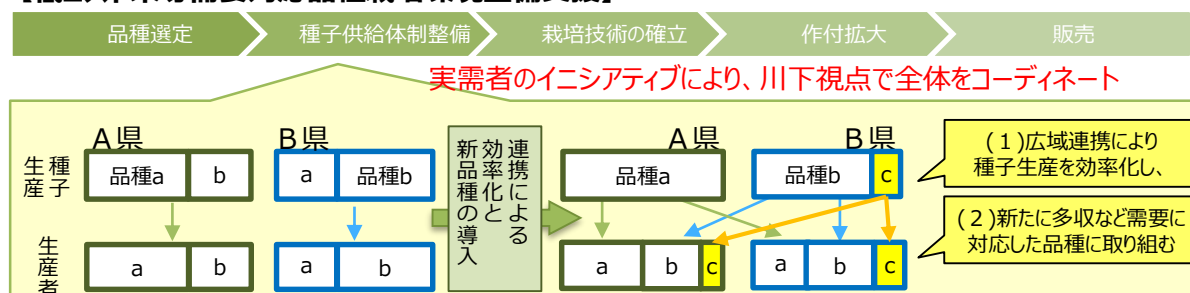 品種選定
種子供給体制整備
栽培技術の確立
作付拡大
販売
実需者のイニシアティブにより、川下視点で全体をコーディネート
A県
B県
種子生産
品種a
b
a
品種b
連携による
効率化と
新品種の導入
A県
B県
品種a
品種b
c
(1)広域連携により
種子生産を効率化し、
(2)新たに多収など需要に
対応した品種に取り組む
生産者
a
b
a
b
a
b
c
a
b
c